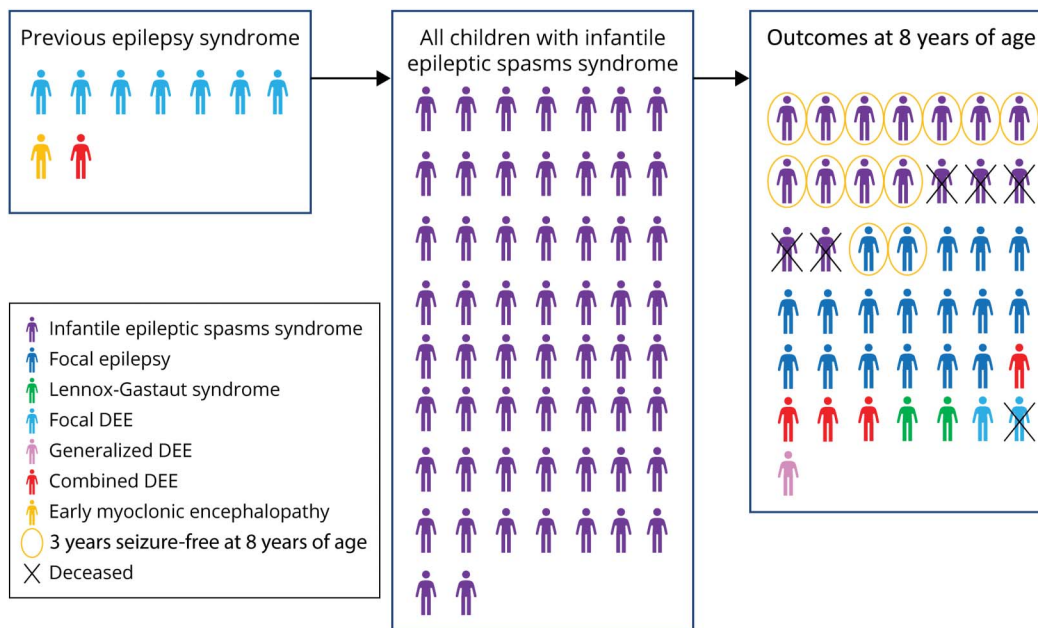 Previous epilepsy syndrome
All children with infantile
epileptic spasms syndrome
Outcomes at 8 years of age
Infantile epileptic spasms syndrome
Focal epilepsy
Lennox-Gastaut syndrome
Focal DEE
Generalized DEE
Combined DEE
Early myoclonic encephalopathy
3 years seizure-free at 8 years of age
Deceased